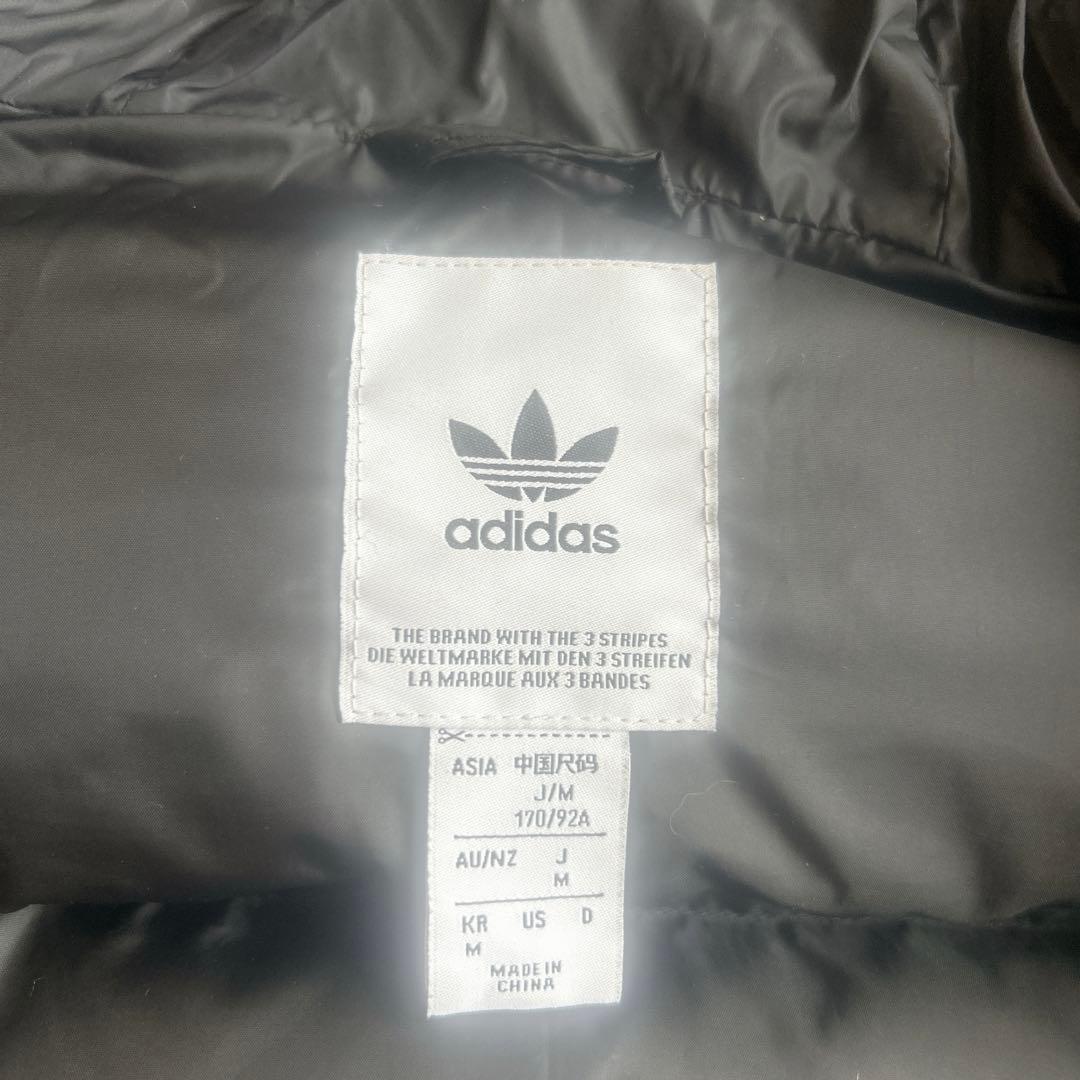 adidas
THE BRAND WITH THE 3 STRIPES
DIE WELTMARKE MIT DEN 3 STREIFEN
LA MARQUE AUX 3 BANDES
ASIA 中国尺码
J/M
170/92A
AU/NZ J
M
KR US D
M
MADE IN
CHINA